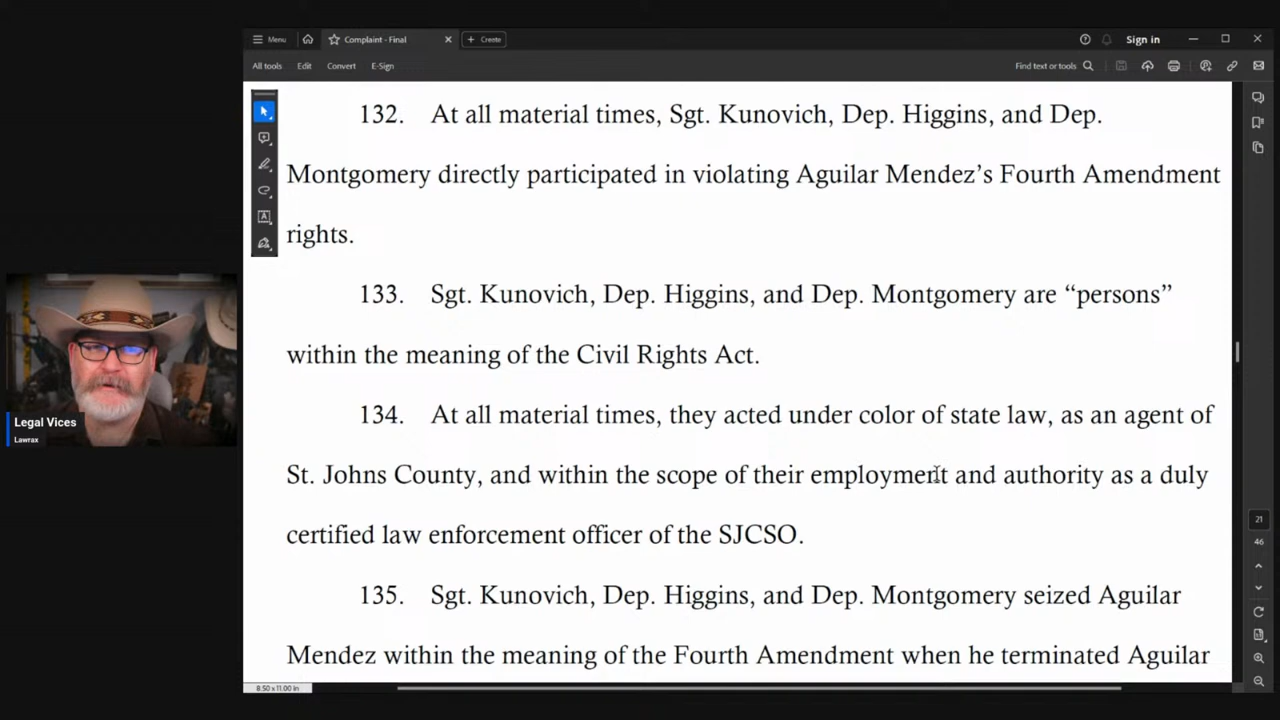 Menu
Complaint - Final
Create
Sign in
All tools
Edit
Convert
E-Sign
Find text or tools
132. At all material times, Sgt. Kunovich, Dep. Higgins, and Dep.
Montgomery directly participated in violating Aguilar Mendez’s Fourth Amendment
rights.
133. Sgt. Kunovich, Dep. Higgins, and Dep. Montgomery are “persons”
within the meaning of the Civil Rights Act.
134. At all material times, they acted under color of state law, as an agent of
St. Johns County, and within the scope of their employment and authority as a duly
certified law enforcement officer of the SJCSO.
135. Sgt. Kunovich, Dep. Higgins, and Dep. Montgomery seized Aguilar
Mendez within the meaning of the Fourth Amendment when he terminated Aguilar
Legal Vices
Lawrax
21
46
8.50 x 11.00 in